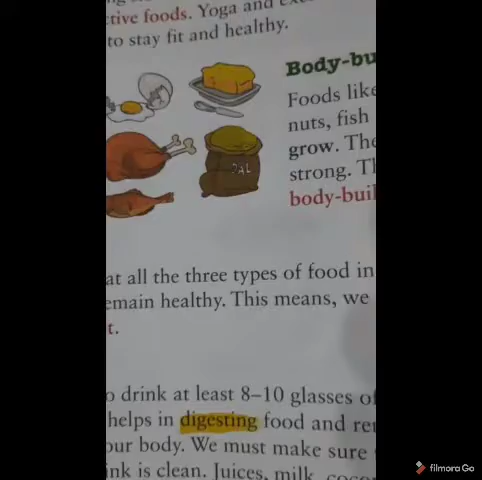 tive foods. Yoga and
to stay fit and healthy.
Body-bu
Foods like
nuts, fish
grow. The
strong. Th
body-buil
DAL
at all the three types of food in
emain healthy. This means, we
t.
o drink at least 8–10 glasses of
helps in digesting food and re
our body. We must make sure
ink is clean. Juices, milk, coco
filmora Go